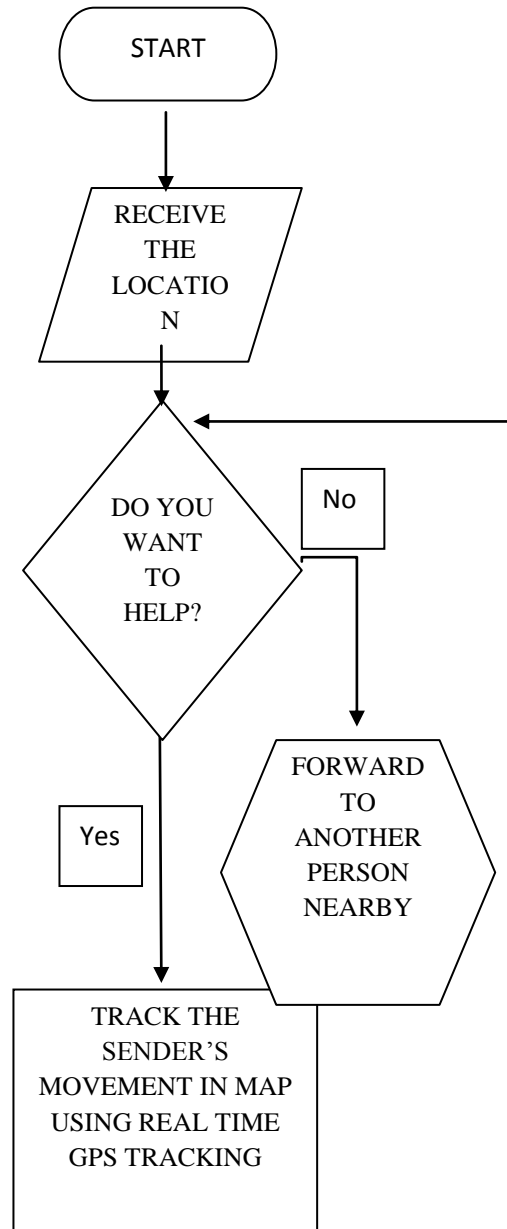 START
RECEIVE
THE
LOCATIO
N
DO YOU
WANT
TO
HELP?
No
FORWARD
TO
ANOTHER
PERSON
NEARBY
Yes
TRACK THE
SENDER’S
MOVEMENT IN MAP
USING REAL TIME
GPS TRACKING